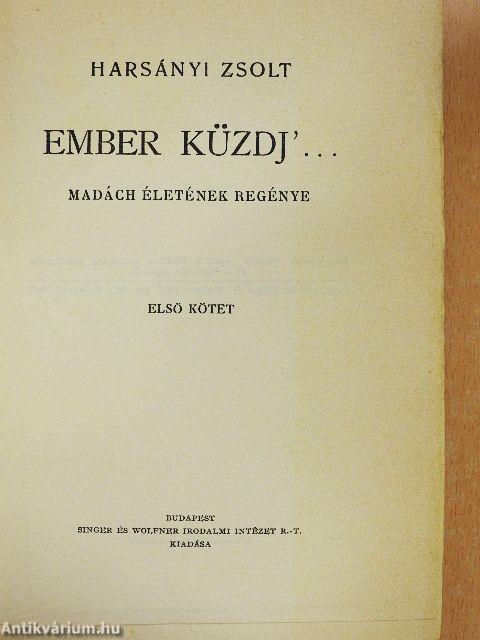 HARSÁNYI ZSOLT
EMBER KÜZDJ'...
MADÁCH ÉLETÉNEK REGÉNYE
ELSŐ KÖTET
BUDAPEST
SINGER ÉS WOLFNER IRODALMI INTÉZET R.-T.
KIADÁSA
Antikvárium.hu